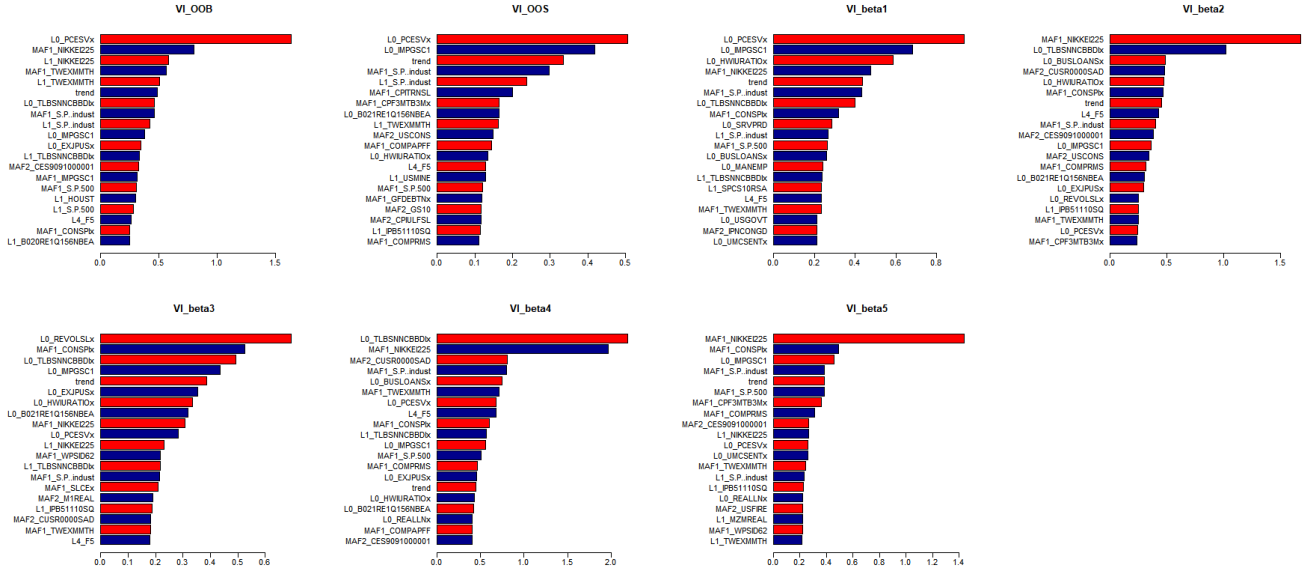 VI_OOB
L0_PCESVx
MAF1_NIKKEI225
L1_NIKKEI225
MAF1_TWEXMMTH
L1_TWEXMMTH
trend
L0_TLBSNNCBBDIx
MAF1_S.P..indust
L1_S.P..indust
L0_IMPGSC1
L0_EXJPUSx
L1_TLBSNNCBBDIx
MAF2_CES9091000001
MAF1_IMPGSC1
MAF1_S.P.500
L1_HOUST
L1_S.P.500
L4_F5
MAF1_CONSPIx
L1_B020RE1Q156NBEA
0.0 0.5 1.0 1.5
VI_OOS
L0_PCESVx
L0_IMPGSC1
trend
MAF1_S.P..indust
L1_S.P..indust
MAF1_CPITRNSL
MAF1_CPF3MTB3Mx
L0_B021RE1Q156NBEA
L1_TWEXMMTH
MAF2_USCONS
MAF1_COMPAPFF
L0_HWIURATIOx
L4_F5
L1_USMINE
MAF1_S.P.500
MAF1_GFDEBTNx
MAF2_GS10
MAF2_CPIULFSL
L1_IPB51110SQ
MAF1_COMPRMS
0.0 0.1 0.2 0.3 0.4 0.5
VI_beta1
L0_PCESVx
L0_IMPGSC1
L0_HWIURATIOx
MAF1_NIKKEI225
trend
MAF1_S.P..indust
L0_TLBSNNCBBDIx
MAF1_CONSPIx
L0_SRVPRD
L1_S.P..indust
MAF1_S.P.500
L0_BUSLOANSx
L0_MANEMP
L1_TLBSNNCBBDIx
L1_SPCS10RSA
L4_F5
MAF1_TWEXMMTH
L0_USGOVT
MAF2_IPNCONGD
L0_UMCSENTx
0.0 0.2 0.4 0.6 0.8
VI_beta2
MAF1_NIKKEI225
L0_TLBSNNCBBDIx
L0_BUSLOANSx
MAF2_CUSR0000SAD
L0_HWIURATIOx
MAF1_CONSPIx
trend
L4_F5
MAF1_S.P..indust
MAF2_CES9091000001
L0_IMPGSC1
MAF2_USCONS
MAF1_COMPRMS
L0_B021RE1Q156NBEA
L0_EXJPUSx
L0_REVOLSLx
L1_IPB51110SQ
MAF1_TWEXMMTH
L0_PCESVx
MAF1_CPF3MTB3Mx
0.0 0.5 1.0 1.5
VI_beta3
L0_REVOLSLx
MAF1_CONSPIx
L0_TLBSNNCBBDIx
L0_IMPGSC1
trend
L0_EXJPUSx
L0_HWIURATIOx
L0_B021RE1Q156NBEA
MAF1_NIKKEI225
L0_PCESVx
L1_NIKKEI225
MAF1_WPSID62
L1_TLBSNNCBBDIx
MAF1_S.P..indust
MAF1_SLCEx
MAF2_M1REAL
L1_IPB51110SQ
MAF2_CUSR0000SAD
MAF1_TWEXMMTH
L4_F5
0.0 0.2 0.4 0.6
VI_beta4
L0_TLBSNNCBBDIx
MAF1_NIKKEI225
MAF2_CUSR0000SAD
MAF1_S.P..indust
L0_BUSLOANSx
MAF1_TWEXMMTH
L0_PCESVx
L4_F5
MAF1_CONSPIx
L1_TLBSNNCBBDIx
L0_IMPGSC1
MAF1_S.P.500
MAF1_COMPRMS
L0_EXJPUSx
trend
L0_HWIURATIOx
L0_B021RE1Q156NBEA
L0_REALLNx
MAF1_COMPAPFF
MAF2_CES9091000001
0.0 0.5 1.0 1.5 2.0
VI_beta5
MAF1_NIKKEI225
MAF1_CONSPIx
L0_IMPGSC1
MAF1_S.P..indust
trend
MAF1_S.P.500
MAF1_CPF3MTB3Mx
MAF1_COMPRMS
MAF2_CES9091000001
L1_NIKKEI225
L0_PCESVx
L0_UMCSENTx
MAF1_TWEXMMTH
L1_S.P..indust
L1_IPB51110SQ
L0_REALLNx
MAF2_USFIRE
L1_MZMREAL
MAF1_WPSID62
L1_TWEXMMTH
0.0 0.2 0.4 0.6 0.8 1.0 1.2 1.4